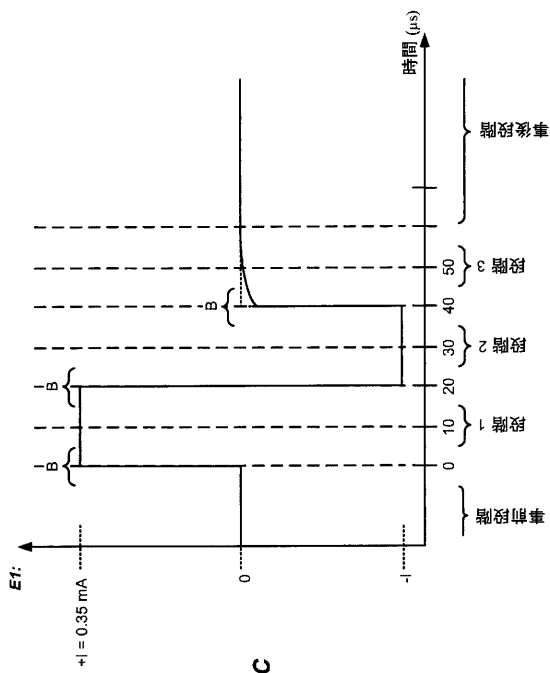 E1:
+I = 0.35 mA
0
-I
C
B
B
B
0
10
20
30
40
50
時間 (μs)
事前段階
段階 1
段階 2
段階 3
事後段階